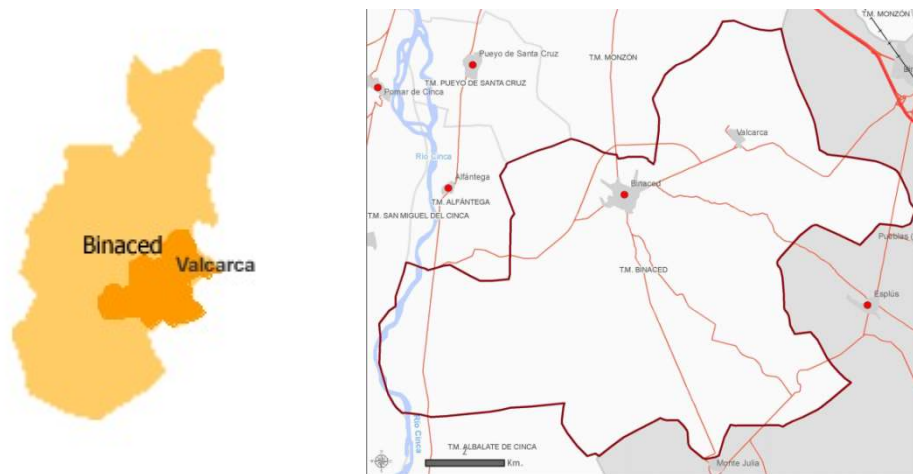 Binaced
Valcarca
T.M. MONZÓN
Pueyo de Santa Cruz
T.M. MONZÓN
T.M. PUEYO DE SANTA CRUZ
Pomar de Cinca
Valcarca
Río Cinca
Alfántega
Binaced
T.M. ALFÁNTEGA
T.M. SAN MIGUEL DEL CINCA
T.M. BINACED
Esplús
Río Cinca
T.M. ALBALATE DE CINCA
Km.
Monte Julia